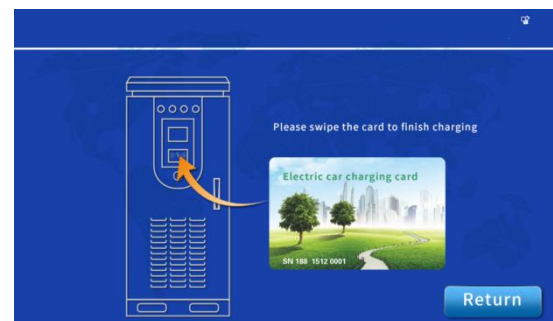 Please swipe the card to finish charging
Electric car charging card
SN 188 1512 0001
Return